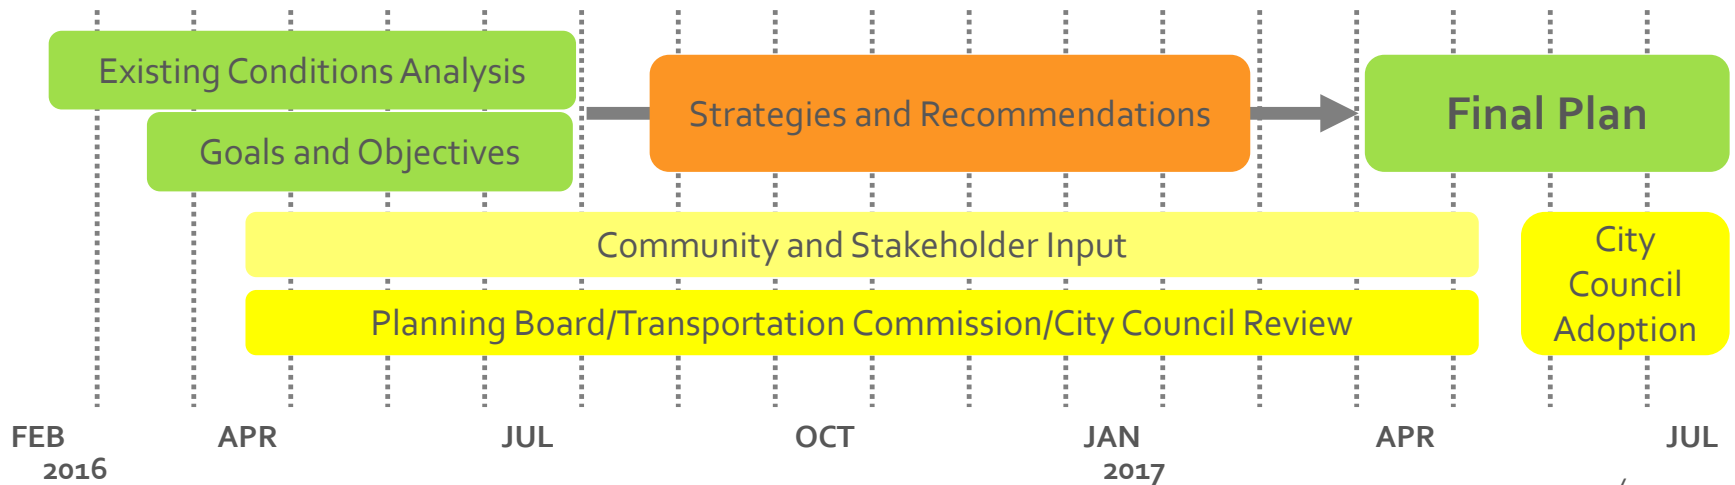 Existing Conditions Analysis
Goals and Objectives
Strategies and Recommendations
Final Plan
Community and Stakeholder Input
Planning Board/Transportation Commission/City Council Review
City
Council
Adoption
FEB APR JUL OCT JAN APR JUL
2016 2017